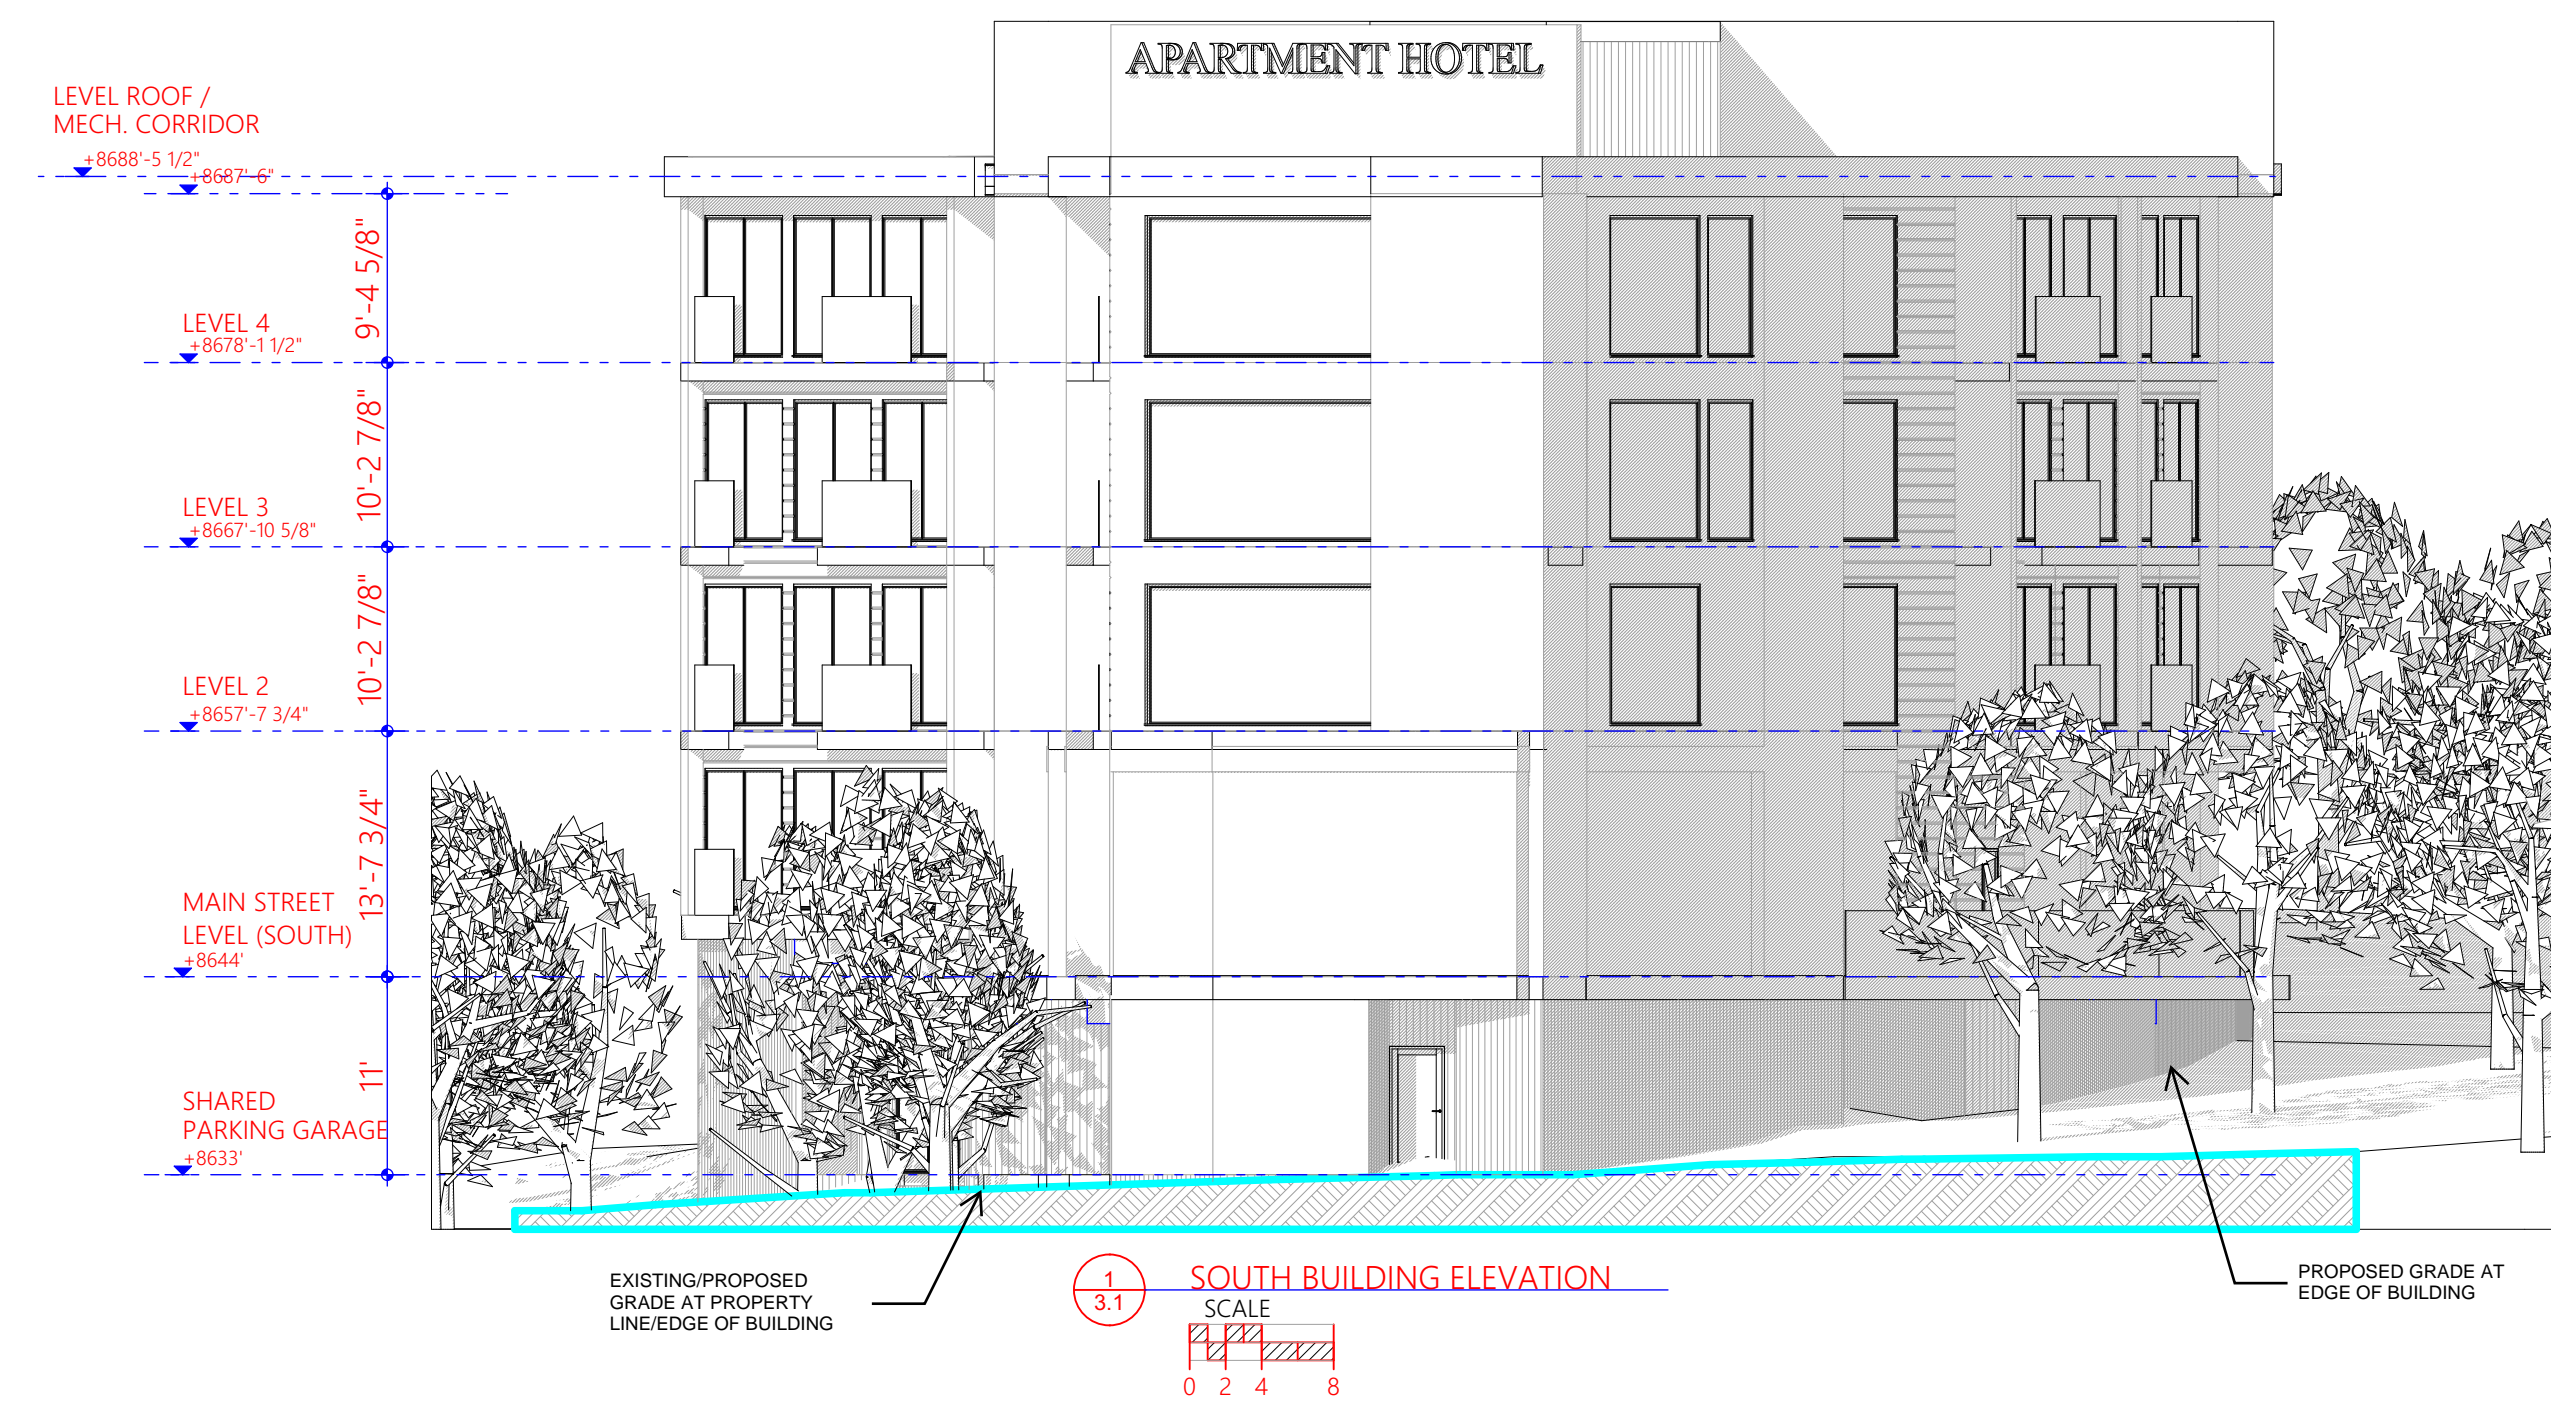 APARTMENT HOTEL
LEVEL ROOF /
MECH. CORRIDOR
+8688'-5 1/2"
+8687'-6"
9'-4 5/8"
LEVEL 4
+8678'-1 1/2"
10'-2 7/8"
LEVEL 3
+8667'-10 5/8"
10'-2 7/8"
LEVEL 2
+8657'-7 3/4"
13'-7 3/4"
MAIN STREET
LEVEL (SOUTH)
+8644'
11'
SHARED
PARKING GARAGE
+8633'
EXISTING/PROPOSED
GRADE AT PROPERTY
LINE/EDGE OF BUILDING
1
3.1
SOUTH BUILDING ELEVATION
SCALE
0 2 4 8
PROPOSED GRADE AT
EDGE OF BUILDING